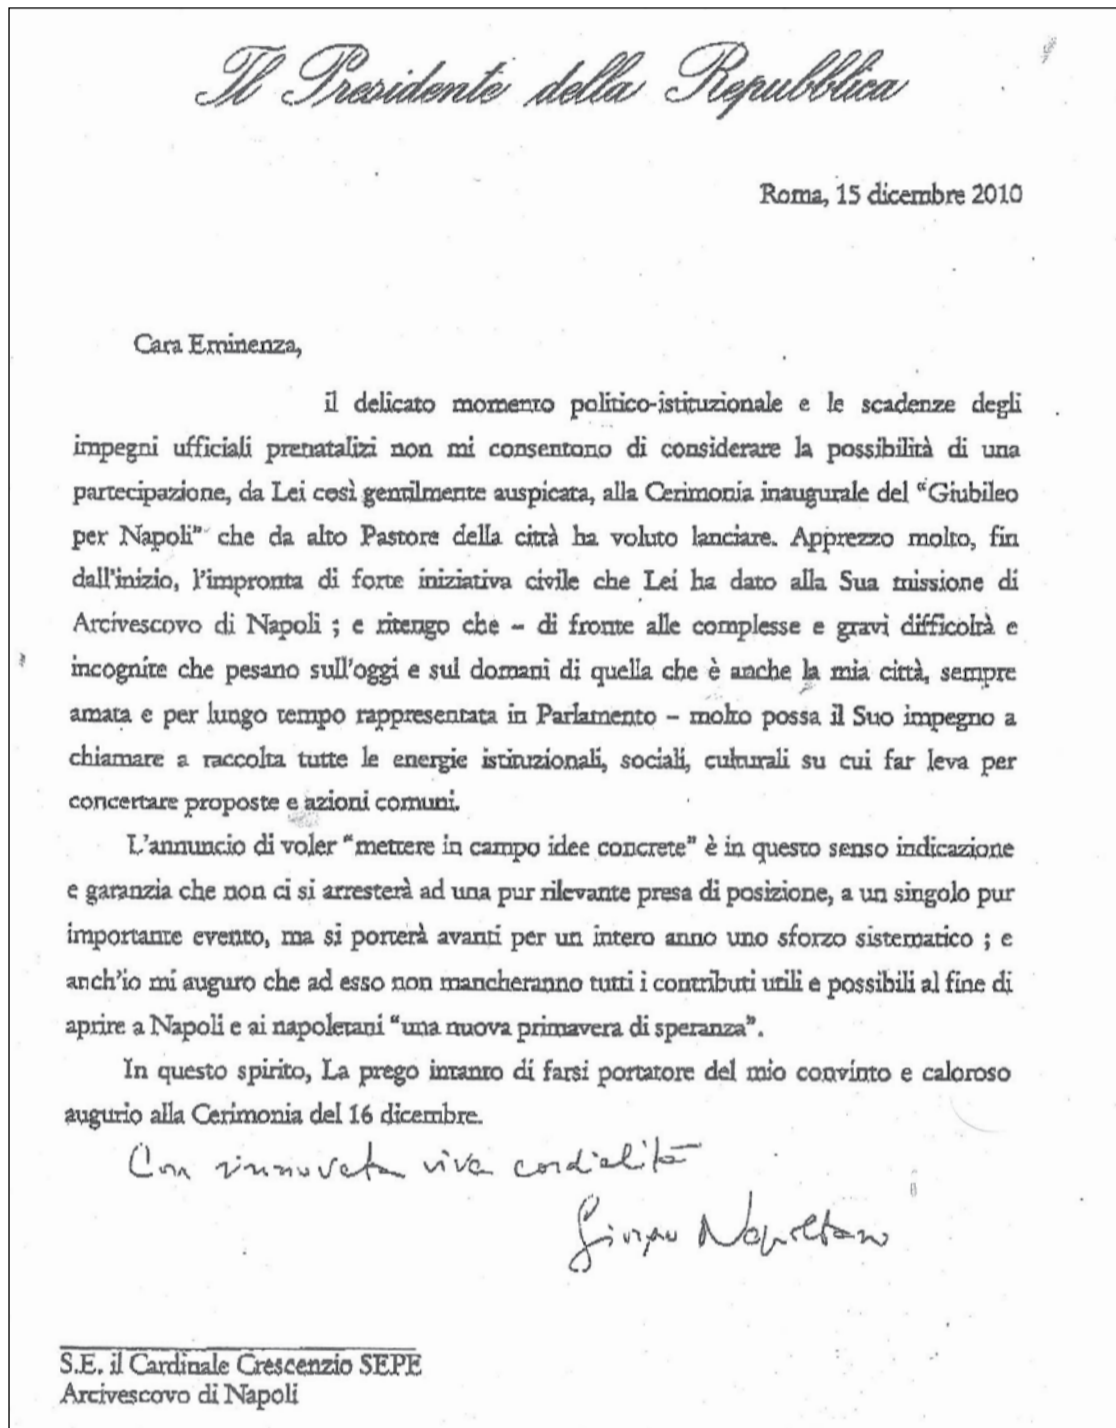 Il Presidente della Repubblica
Roma, 15 dicembre 2010
Cara Eminenza,
il delicato momento politico-istituzionale e le scadenze degli
impegni ufficiali prenatalizi non mi consentono di considerare la possibilità di una
partecipazione, da Lei così gentilmente auspicata, alla Cerimonia inaugurale del “Giubileo
per Napoli” che da alto Pastore della città ha voluto lanciare. Apprezzo molto, fin
dall'inizio, l'impronta di forte iniziativa civile che Lei ha dato alla Sua missione di
Arcivescovo di Napoli ; e ritengo che – di fronte alle complesse e gravi difficoltà e
incognite che pesano sull'oggi e sul domani di quella che è anche la mia città, sempre
amata e per lungo tempo rappresentata in Parlamento – molto possa il Suo impegno a
chiamare a raccolta tutte le energie istituzionali, sociali, culturali su cui far leva per
concertare proposte e azioni comuni.
L'annuncio di voler “mettere in campo idee concrete” è in questo senso indicazione
e garanzia che non ci si arresterà ad una pur rilevante presa di posizione, a un singolo pur
importante evento, ma si porterà avanti per un intero anno uno sforzo sistematico ; e
anch'io mi auguro che ad esso non mancheranno tutti i contributi utili e possibili al fine di
aprire a Napoli e ai napoletani “una nuova primavera di speranza”.
In questo spirito, La prego intanto di farsi portatore del mio convinto e caloroso
augurio alla Cerimonia del 16 dicembre.
Con rinnovata viva cordialità
Giorgio Napolitano
S.E. il Cardinale Crescenzio SEPE
Arcivescovo di Napoli